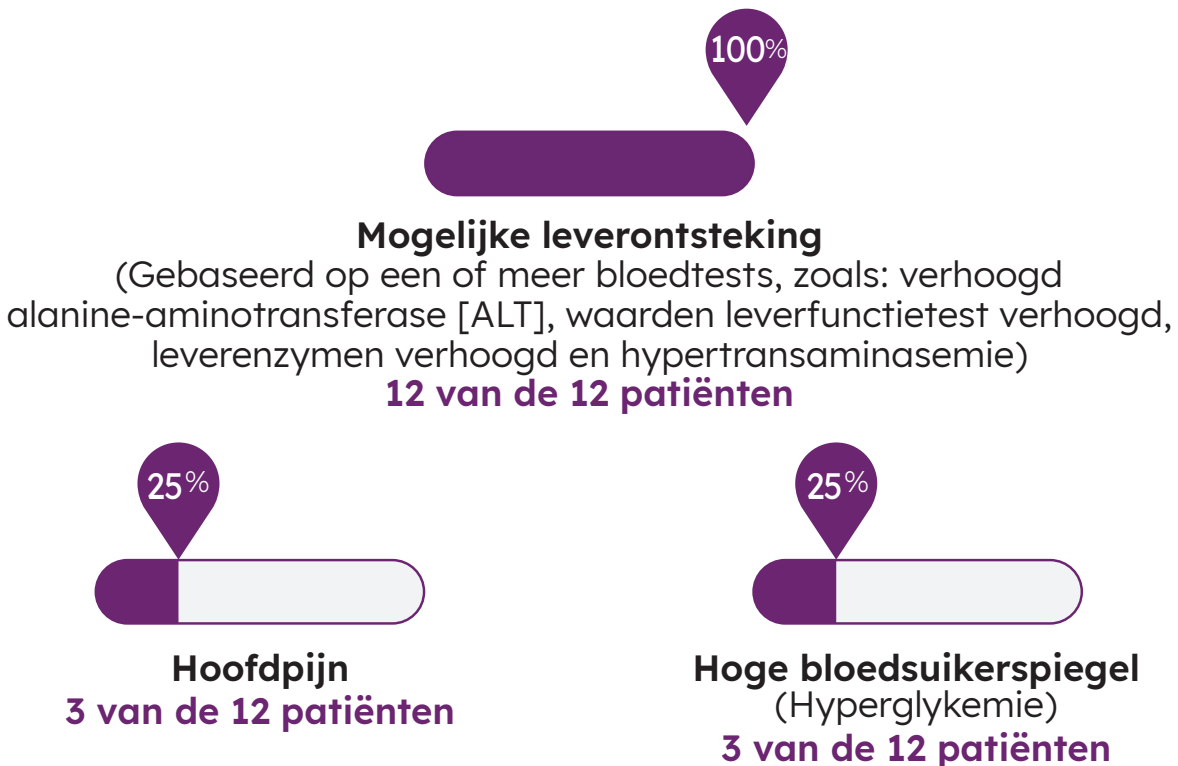 100%
Mogelijke leverontsteking
(Gebaseerd op een of meer bloedtests, zoals: verhoogd
alanine-aminotransferase [ALT], waarden leverfunctietest verhoogd,
leverenzymen verhoogd en hypertransaminasemie)
12 van de 12 patiënten
25%
Hoofdpijn
3 van de 12 patiënten
25%
Hoge bloedsuikerspiegel
(Hyperglykemie)
3 van de 12 patiënten